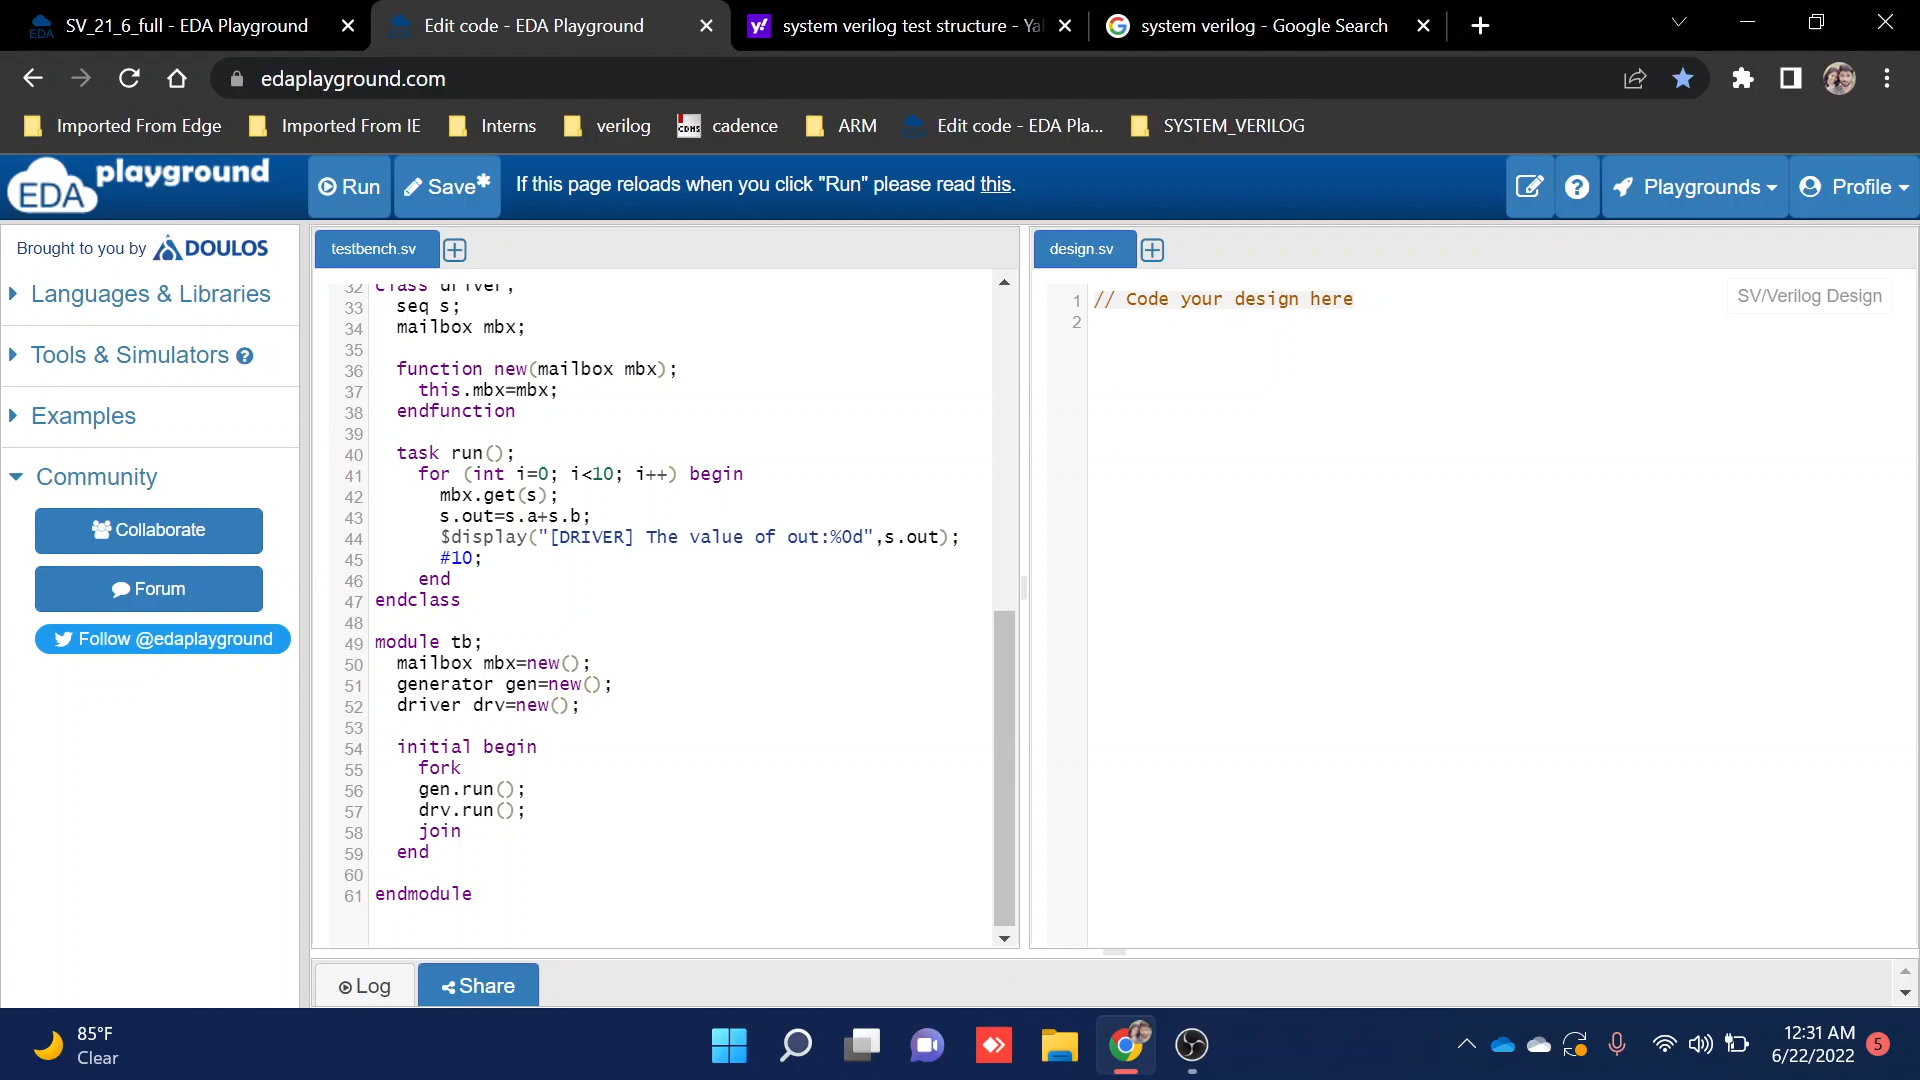 SV_21_6_full - EDA Playground
Edit code - EDA Playground
system verilog test structure - Ya
system verilog - Google Search
edaplayground.com
Imported From Edge
Imported From IE
Interns
verilog
cadence
ARM
Edit code - EDA Pla...
SYSTEM_VERILOG
EDA playground
Run
Save*
If this page reloads when you click "Run" please read this.
Playgrounds
Profile
Brought to you by DOULOS
Languages & Libraries
Tools & Simulators
Examples
Community
Collaborate
Forum
Follow @edaplayground
testbench.sv
32 class driver;
33 seq s;
34 mailbox mbx;
35
36 function new(mailbox mbx);
37 this.mbx=mbx;
38 endfunction
39
40 task run();
41 for (int i=0; i<10; i++) begin
42 mbx.get(s);
43 s.out=s.a+s.b;
44 $display("[DRIVER] The value of out:%0d",s.out);
45 #10;
46 end
47 endclass
48
49 module tb;
50 mailbox mbx=new();
51 generator gen=new();
52 driver drv=new();
53
54 initial begin
55 fork
56 gen.run();
57 drv.run();
58 join
59 end
60
61 endmodule
design.sv
1 // Code your design here
2
SV/Verilog Design
Log
Share
85°F
Clear
12:31 AM
6/22/2022
5